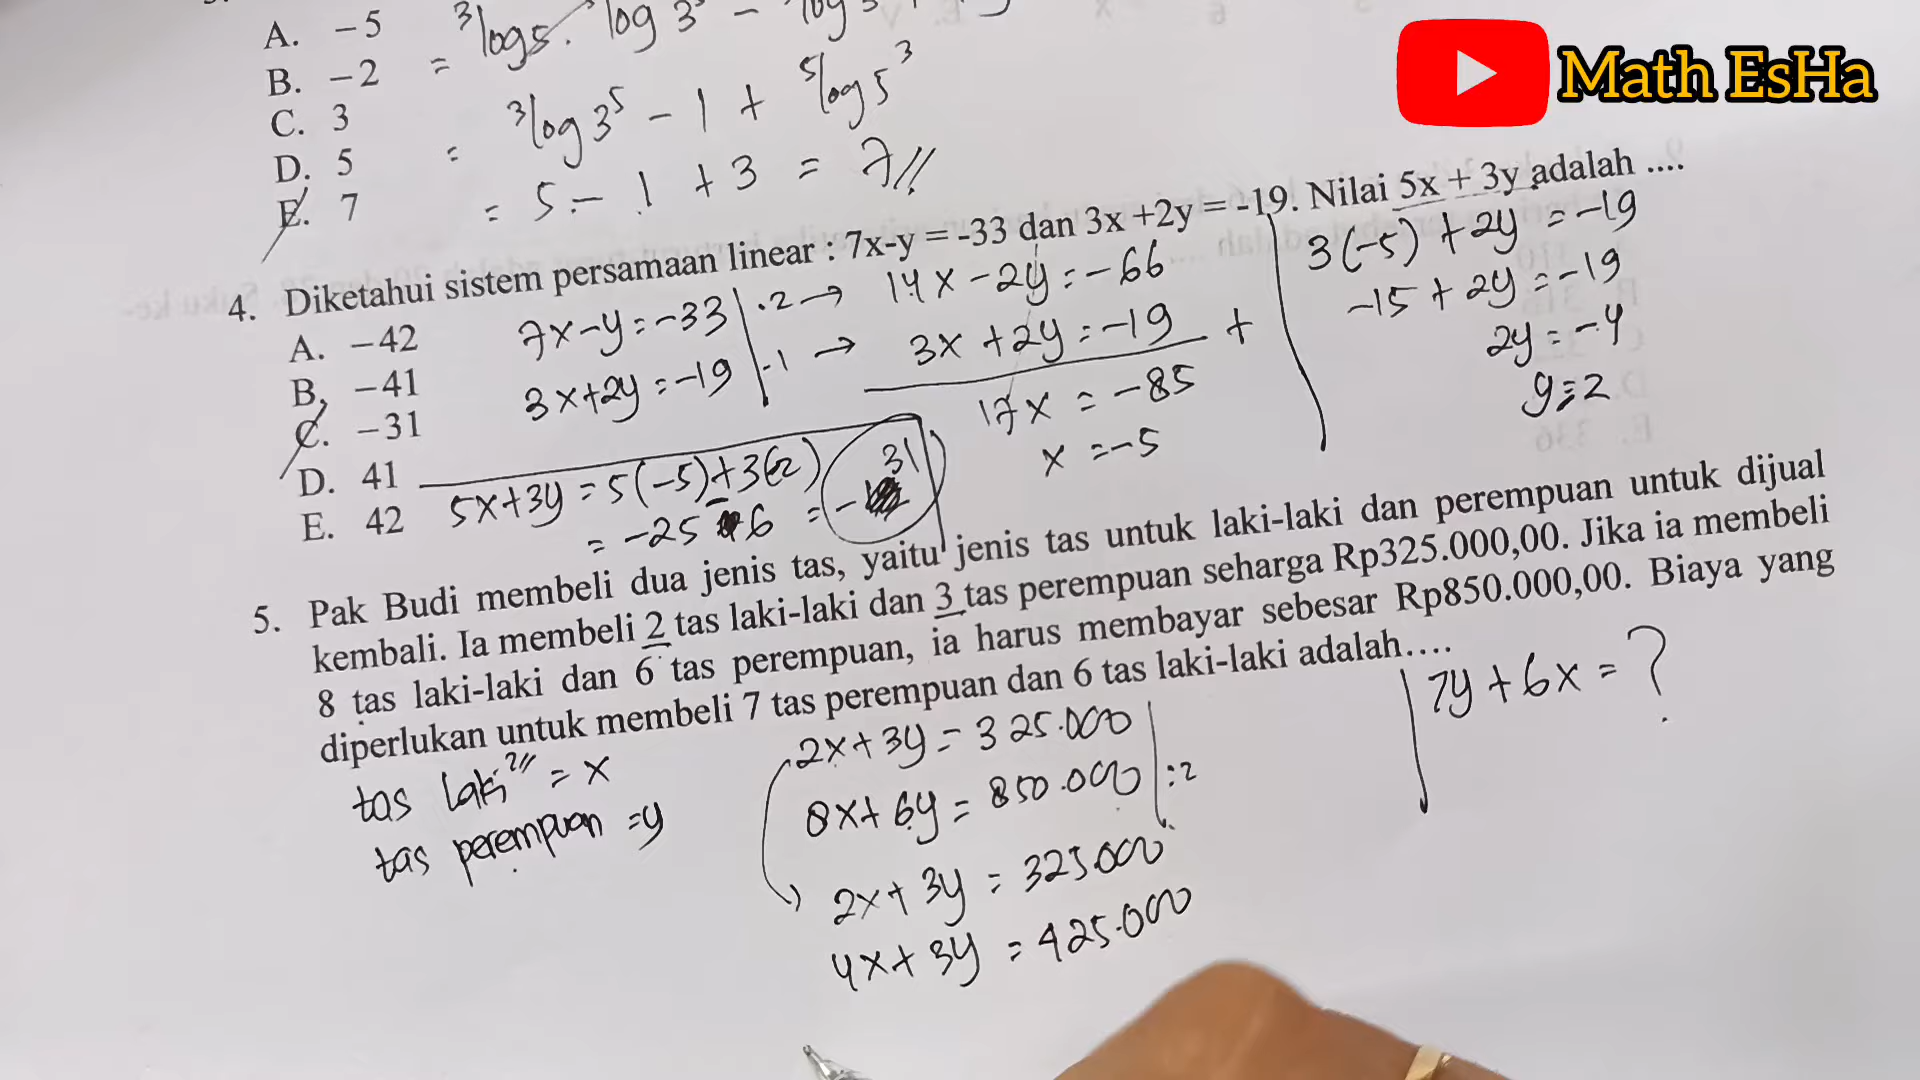 Math EsHa
A. −5
B. −2
C. 3
D. 5
E. 7
= ³log5. log 3
= ³log 3⁵ − 1 + ⁵log 5³
= 5 − 1 + 3 = 7//
4. Diketahui sistem persamaan linear : 7x-y = -33 dan 3x +2y = -19. Nilai 5x + 3y adalah ....
A. −42
B. −41
C. −31
D. 41
E. 42
7x−y=−33 | .2 → 14x −2y = −66
3x+2y=−19 | .1 → 3x +2y = −19 +
17x = −85
x = −5
3(−5) + 2y = −19
−15 + 2y = −19
2y = −4
y = 2
5x+3y = 5(−5)+3(-2)
= −25 - 6 = −31
5. Pak Budi membeli dua jenis tas, yaitu jenis tas untuk laki-laki dan perempuan untuk dijual
kembali. Ia membeli 2 tas laki-laki dan 3 tas perempuan seharga Rp325.000,00. Jika ia membeli
8 tas laki-laki dan 6 tas perempuan, ia harus membayar sebesar Rp850.000,00. Biaya yang
diperlukan untuk membeli 7 tas perempuan dan 6 tas laki-laki adalah….
tas laki²// = x
tas perempuan = y
2x + 3y = 325.000
8x + 6y = 850.000 | :2
2x + 3y = 325.000
4x + 3y = 425.000
7y + 6x = ?